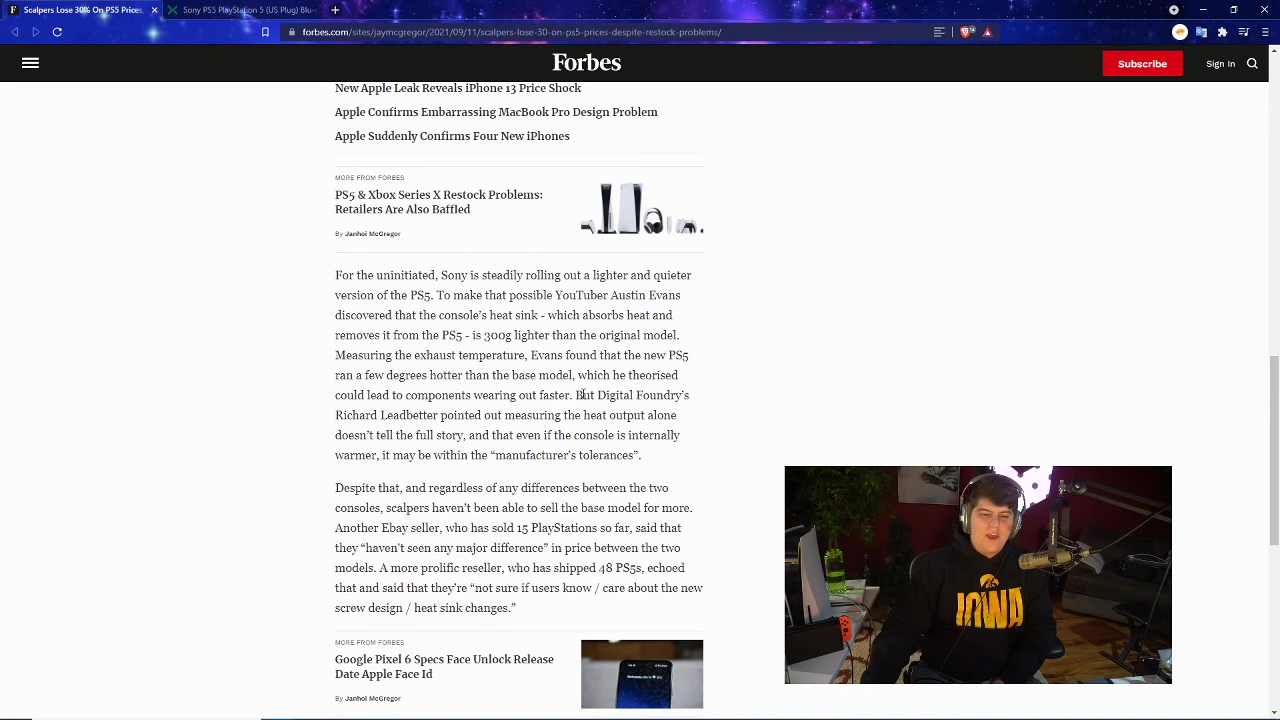 Scalpers Lose 30% On PS5 Prices
Sony PS5 PlayStation 5 (US Plug) Blu-
forbes.com/sites/jaymcgregor/2021/09/11/scalpers-lose-30-on-ps5-prices-despite-restock-problems/
Forbes
Subscribe
Sign In
New Apple Leak Reveals iPhone 13 Price Shock
Apple Confirms Embarrassing MacBook Pro Design Problem
Apple Suddenly Confirms Four New iPhones
MORE FROM FORBES
PS5 & Xbox Series X Restock Problems:
Retailers Are Also Baffled
By Janhoi McGregor
For the uninitiated, Sony is steadily rolling out a lighter and quieter
version of the PS5. To make that possible YouTuber Austin Evans
discovered that the console's heat sink - which absorbs heat and
removes it from the PS5 - is 300g lighter than the original model.
Measuring the exhaust temperature, Evans found that the new PS5
ran a few degrees hotter than the base model, which he theorised
could lead to components wearing out faster. But Digital Foundry's
Richard Leadbetter pointed out measuring the heat output alone
doesn't tell the full story, and that even if the console is internally
warmer, it may be within the “manufacturer's tolerances”.
Despite that, and regardless of any differences between the two
consoles, scalpers haven't been able to sell the base model for more.
Another Ebay seller, who has sold 15 PlayStations so far, said that
they “haven't seen any major difference” in price between the two
models. A more prolific reseller, who has shipped 48 PS5s, echoed
that and said that they're “not sure if users know / care about the new
screw design / heat sink changes.”
MORE FROM FORBES
Google Pixel 6 Specs Face Unlock Release
Date Apple Face Id
By Janhoi McGregor
IOWA